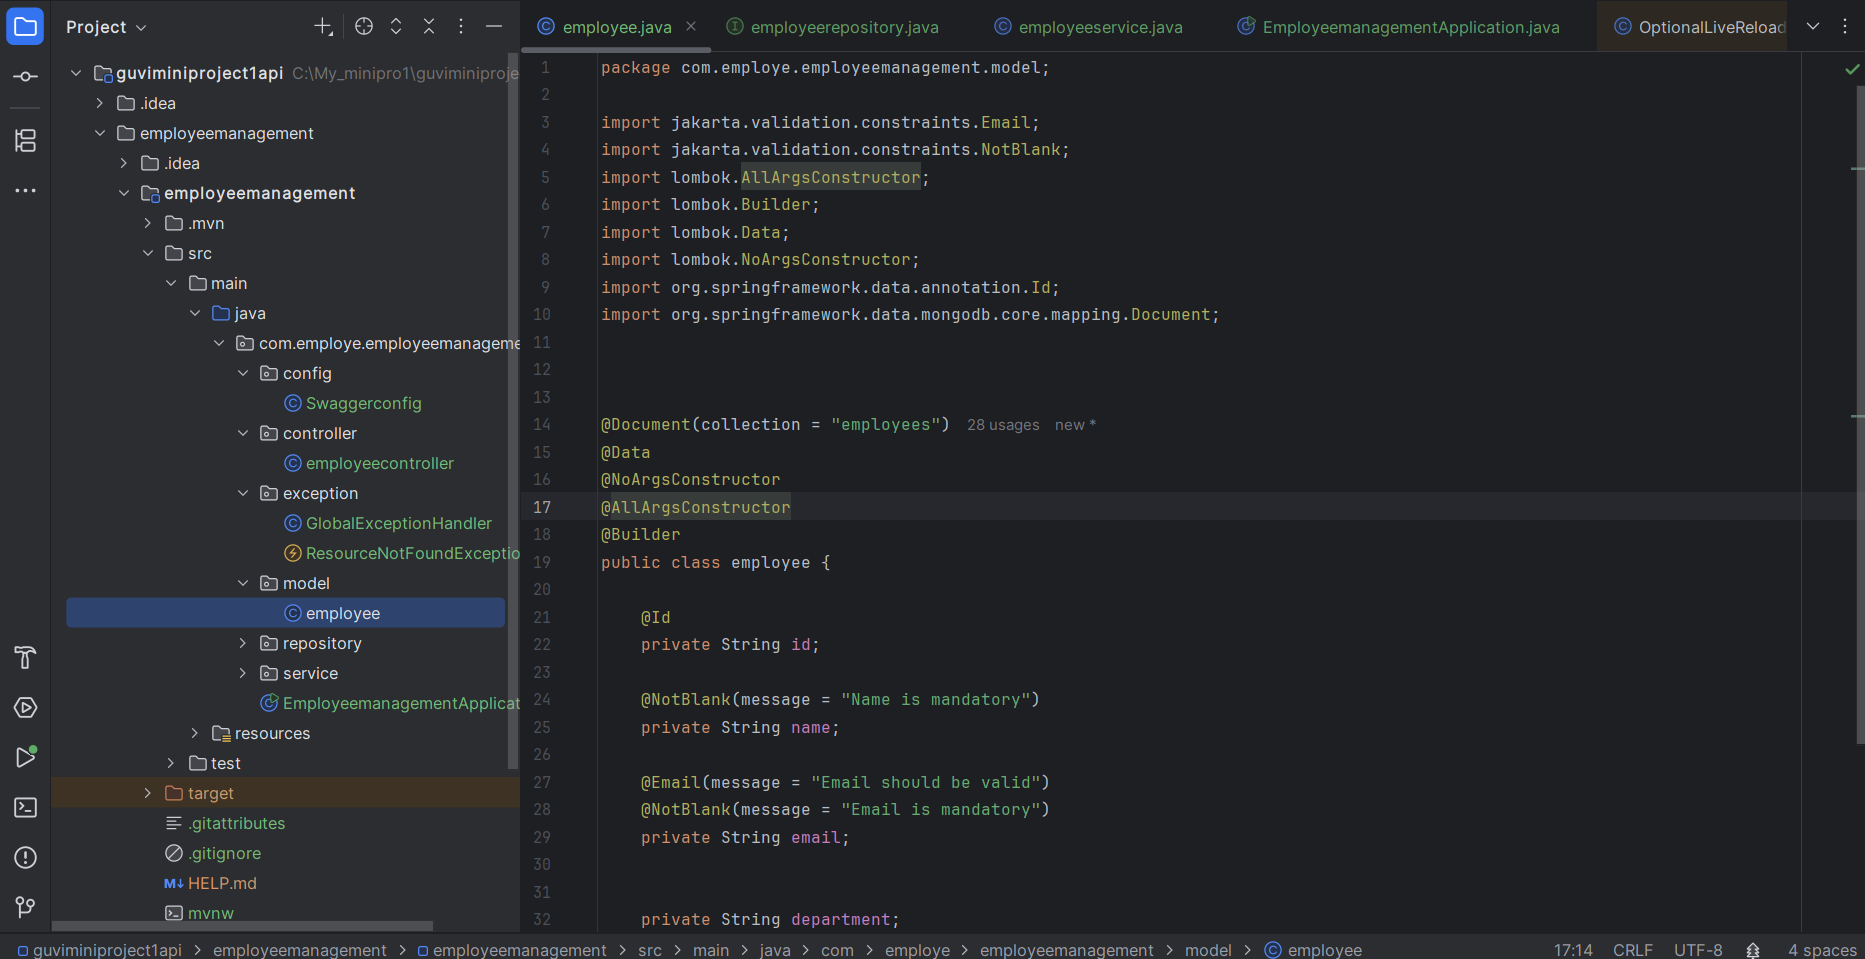 Project
employee.java
employeerepository.java
employeeservice.java
EmployeemanagementApplication.java
OptionalLiveReload
guviminiproject1api C:\My_minipro1\guviminiproje
.idea
employeemanagement
.idea
employeemanagement
.mvn
src
main
java
com.employe.employeemanageme
config
Swaggerconfig
controller
employeecontroller
exception
GlobalExceptionHandler
ResourceNotFoundExceptio
model
employee
repository
service
EmployeemanagementApplicat
resources
test
target
.gitattributes
.gitignore
M↓ HELP.md
mvnw
1 package com.employe.employeemanagement.model;
2
3 import jakarta.validation.constraints.Email;
4 import jakarta.validation.constraints.NotBlank;
5 import lombok.AllArgsConstructor;
6 import lombok.Builder;
7 import lombok.Data;
8 import lombok.NoArgsConstructor;
9 import org.springframework.data.annotation.Id;
10 import org.springframework.data.mongodb.core.mapping.Document;
11
12
13
14 @Document(collection = "employees") 28 usages new *
15 @Data
16 @NoArgsConstructor
17 @AllArgsConstructor
18 @Builder
19 public class employee {
20
21 @Id
22 private String id;
23
24 @NotBlank(message = "Name is mandatory")
25 private String name;
26
27 @Email(message = "Email should be valid")
28 @NotBlank(message = "Email is mandatory")
29 private String email;
30
31
32 private String department;
guviminiproject1api > employeemanagement > employeemanagement > src > main > java > com > employe > employeemanagement > model > employee 17:14 CRLF UTF-8 4 spaces